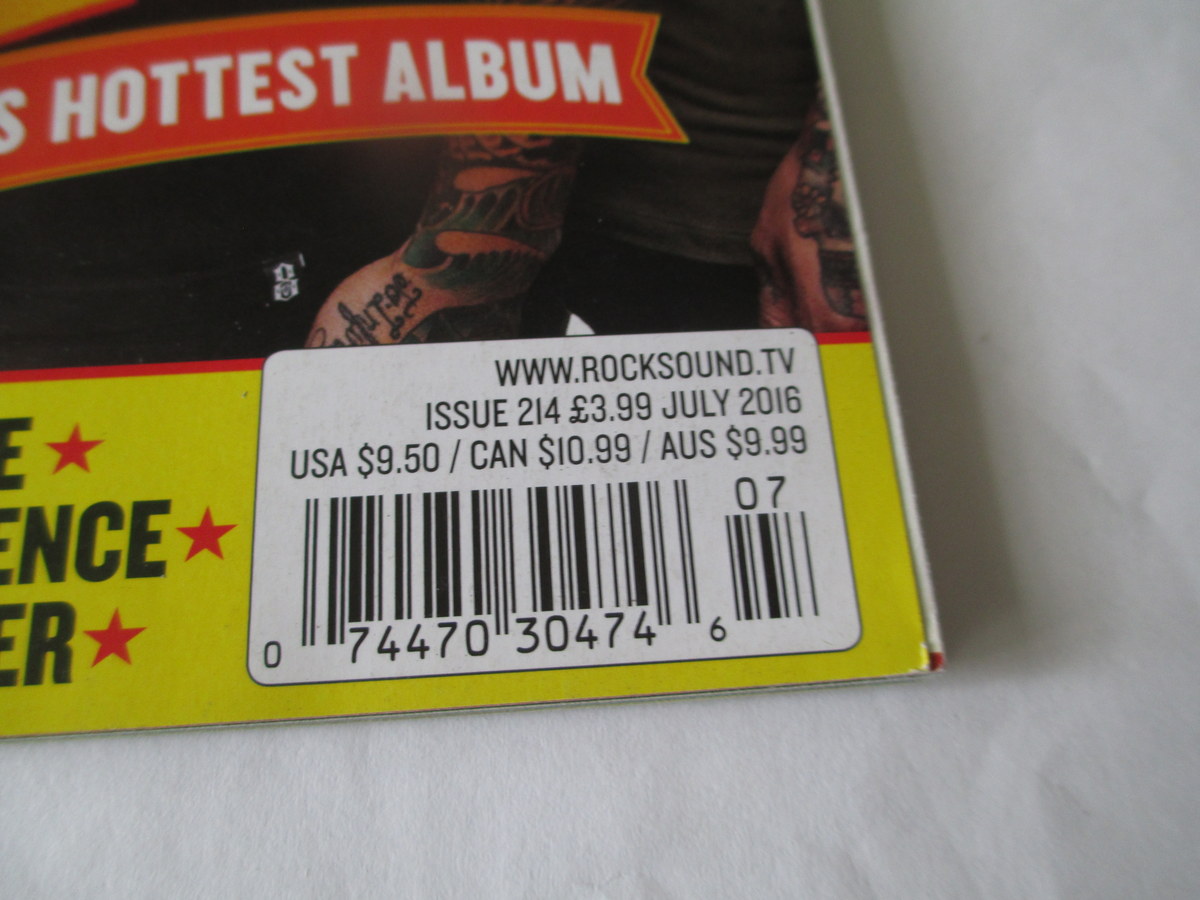 S HOTTEST ALBUM
WWW.ROCKSOUND.TV
ISSUE 214 £3.99 JULY 2016
USA $9.50 / CAN $10.99 / AUS $9.99
07
0 74470 30474 6
E
ENCE
ER